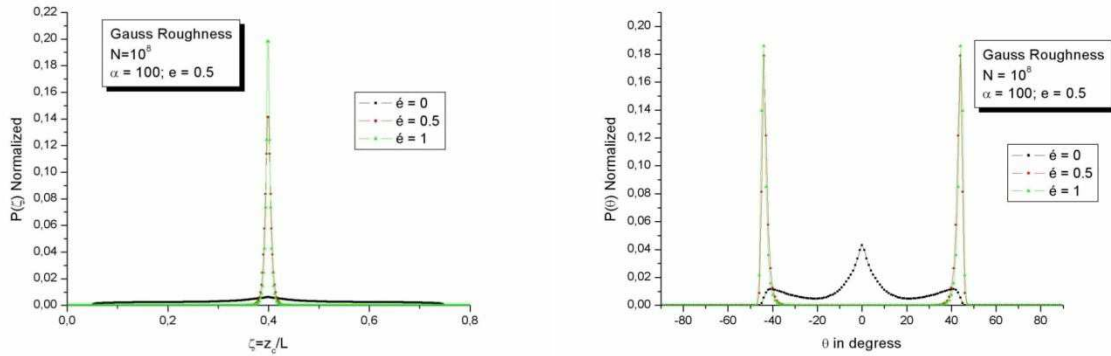 0,22
0,20
0,18
0,16
0,14
0,12
0,10
0,08
0,06
0,04
0,02
0,00
P(ζ) Normalized
Gauss Roughness
N=10⁸
α = 100; e = 0.5
é = 0
é = 0.5
é = 1
0,0 0,2 0,4 0,6 0,8
ζ=z_c/L
0,20
0,18
0,16
0,14
0,12
0,10
0,08
0,06
0,04
0,02
0,00
P(θ) Normalized
Gauss Roughness
N = 10⁸
α = 100; e = 0.5
é = 0
é = 0.5
é = 1
-80 -60 -40 -20 0 20 40 60 80
θ in degress